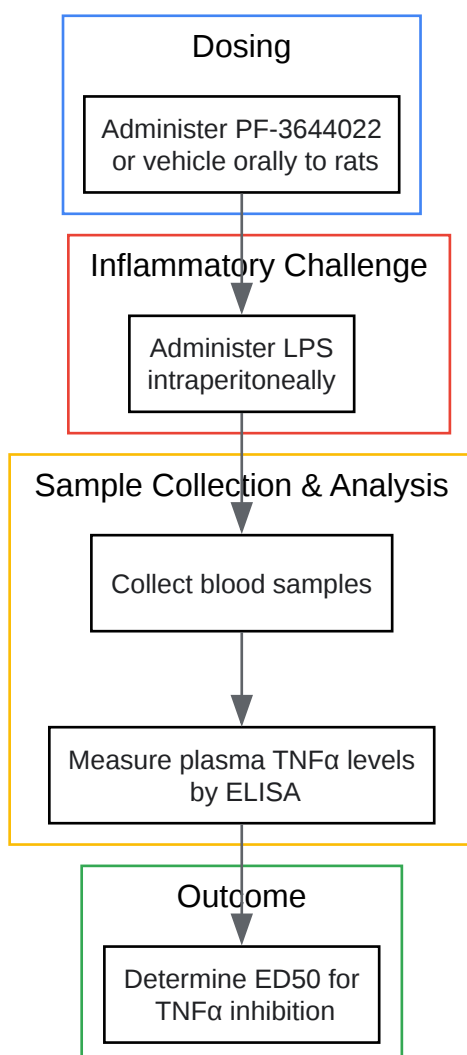 Dosing
Administer PF-3644022
or vehicle orally to rats
Inflammatory Challenge
Administer LPS
intraperitoneally
Sample Collection & Analysis
Collect blood samples
Measure plasma TNFα levels
by ELISA
Outcome
Determine ED50 for
TNFα inhibition